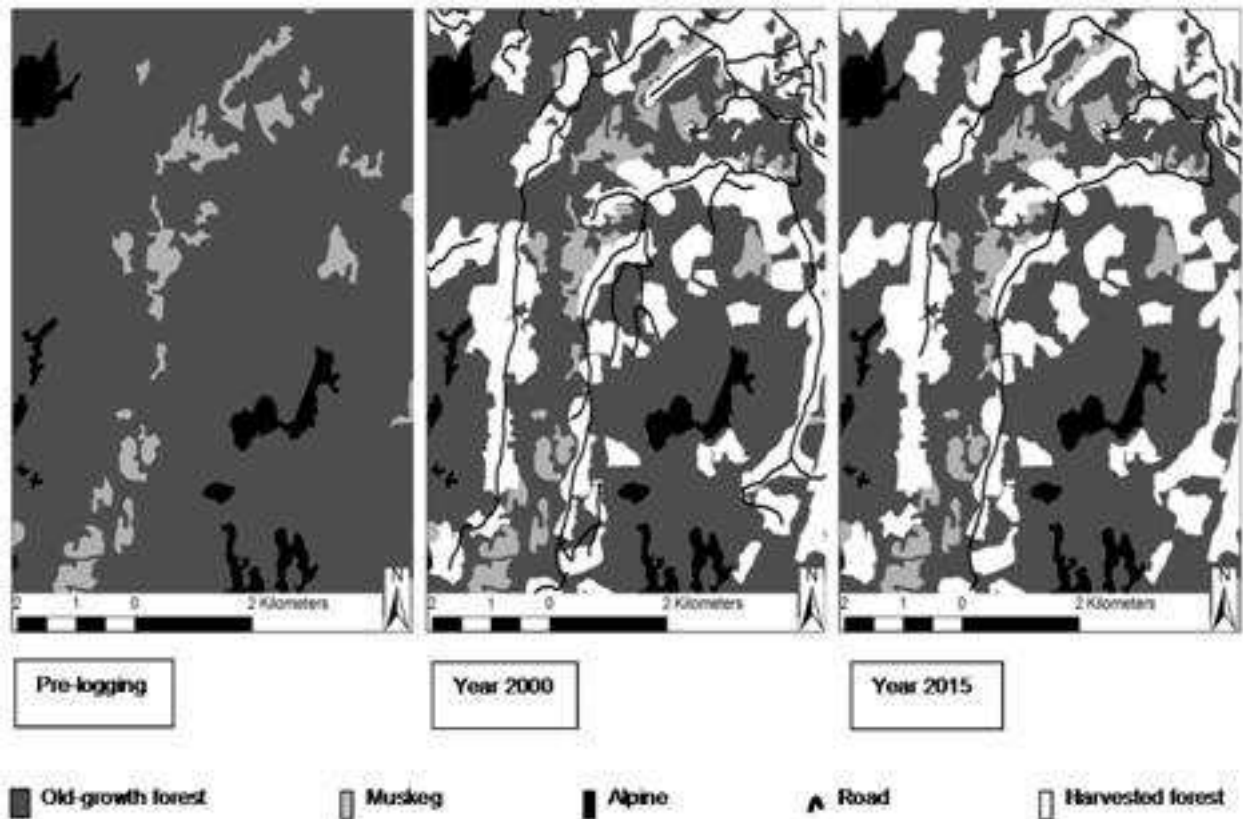 N
2 1 0 2 Kilometers
N
2 1 0 2 Kilometers
N
2 1 0 2 Kilometers
Pre-logging
Year 2000
Year 2015
Old-growth forest
Muskeg
Alpine
Road
Harvested forest